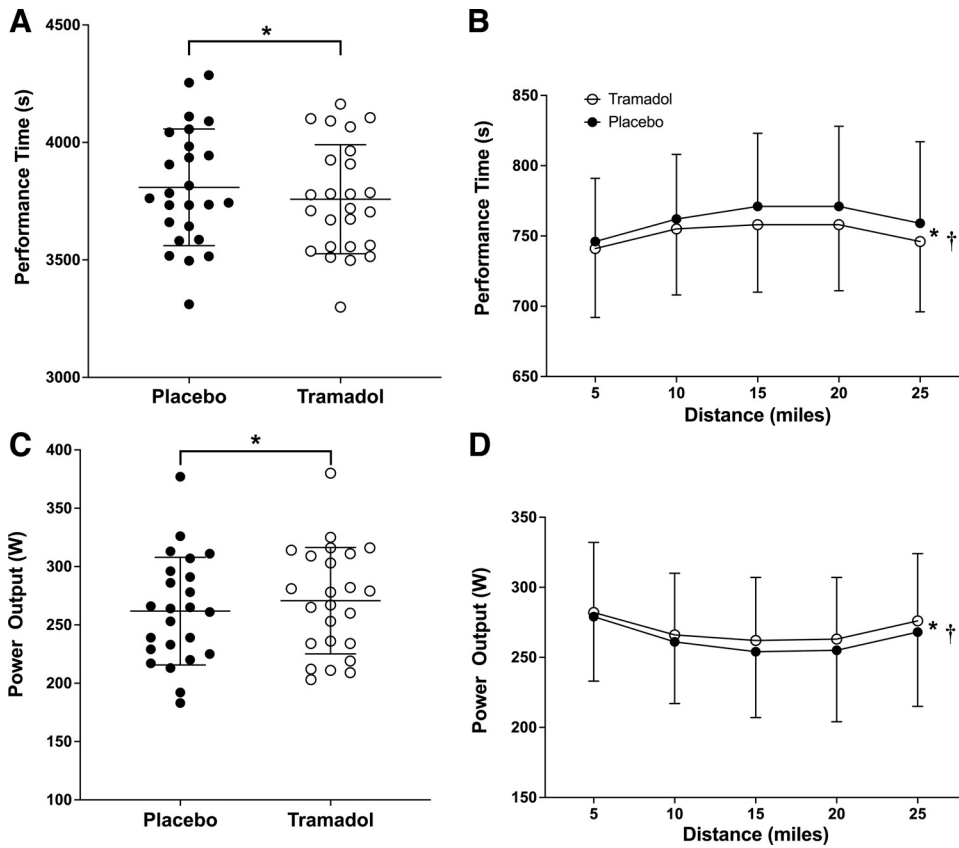 A
4500
4000
3500
3000
Performance Time (s)
*
Placebo
Tramadol
B
850
750
700
650
Performance Time (s)
Tramadol
Placebo
* †
5
10
15
20
25
Distance (miles)
C
400
350
300
250
200
150
100
Power Output (W)
*
Placebo
Tramadol
D
350
300
250
200
150
Power Output (W)
* †
5
10
15
20
25
Distance (miles)